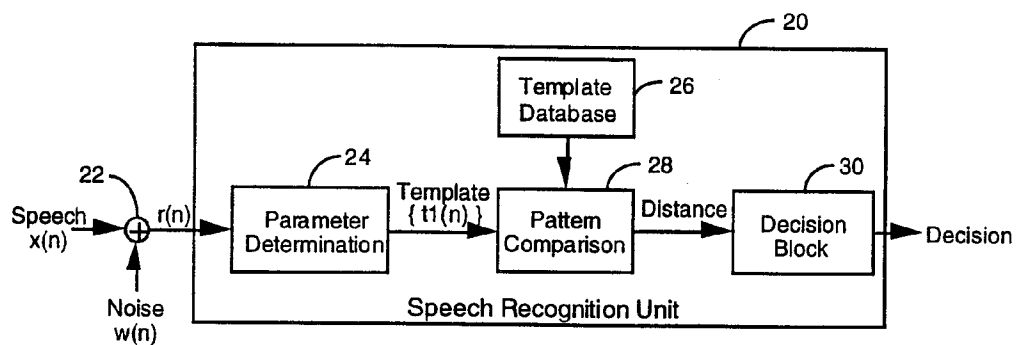 20
Template
Database
26
22
24
28
30
Speech
x(n)
r(n)
Parameter
Determination
Template
{ t1(n) }
Pattern
Comparison
Distance
Decision
Block
Decision
Noise
w(n)
Speech Recognition Unit